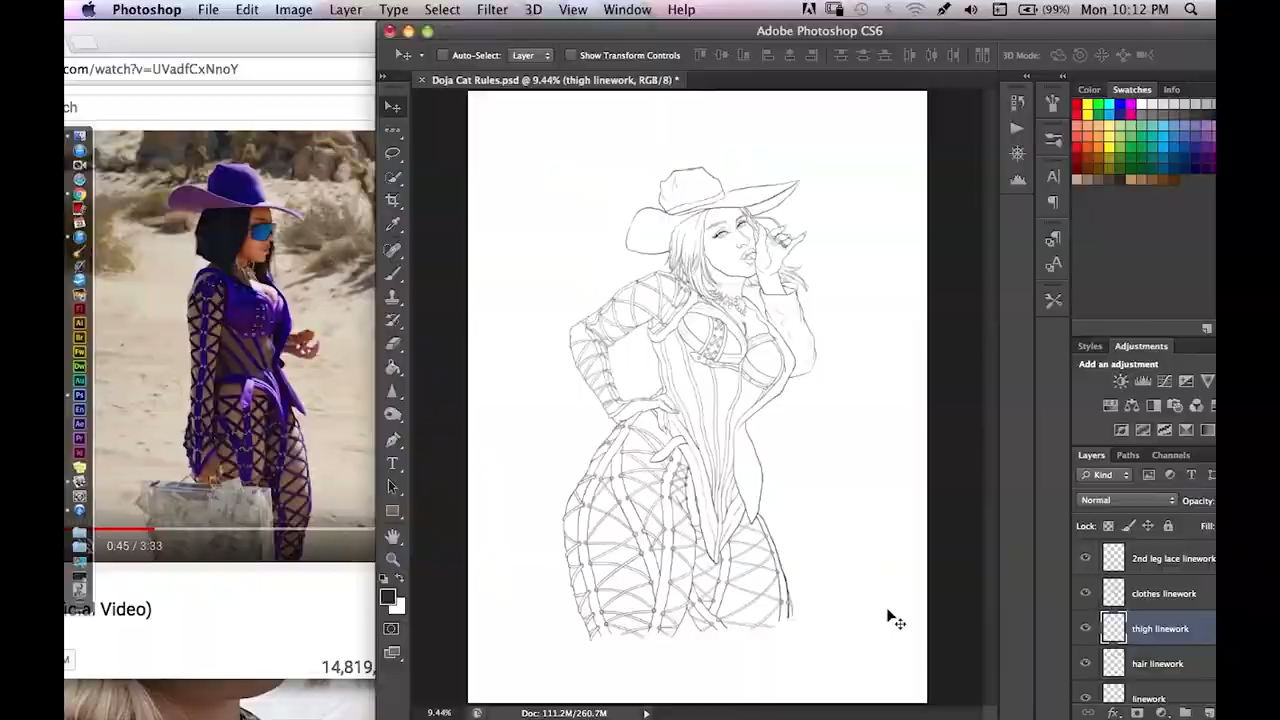 Photoshop File Edit Image Layer Type Select Filter 3D View Window Help
(99%) Mon 10:12 PM
Adobe Photoshop CS6
com/watch?v=UVadfCxNnoY
Auto-Select: Layer Show Transform Controls 3D Mode:
Doja Cat Rules.psd @ 9.44% (thigh linework, RGB/8) *
ch
Color Swatches Info
Styles Adjustments
Add an adjustment
Layers Paths Channels
Kind
Normal Opacity:
Lock: Fill:
2nd leg lace linework
clothes linework
thigh linework
hair linework
linework
0:45 / 3:33
Video)
14,819,
9.44% Doc: 111.2M/260.7M